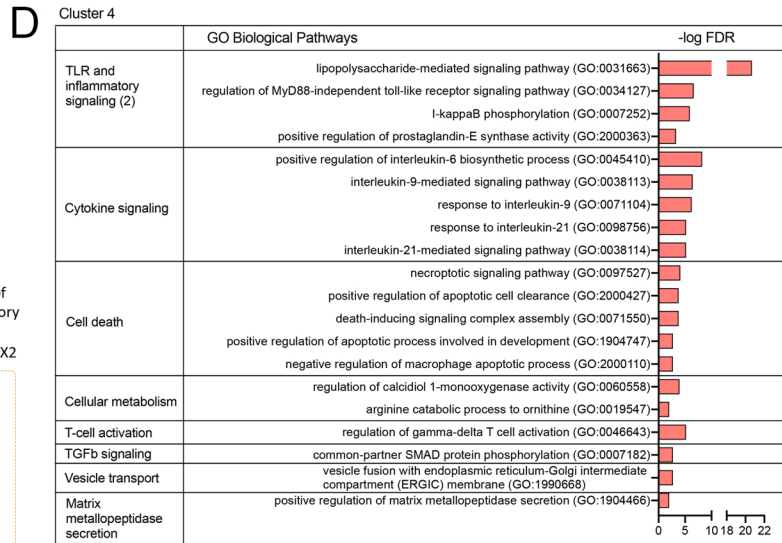 D
Cluster 4
GO Biological Pathways
-log FDR
TLR and
inflammatory
signaling (2)
lipopolysaccharide-mediated signaling pathway (GO:0031663)
regulation of MyD88-independent toll-like receptor signaling pathway (GO:0034127)
I-kappaB phosphorylation (GO:0007252)
positive regulation of prostaglandin-E synthase activity (GO:2000363)
Cytokine signaling
positive regulation of interleukin-6 biosynthetic process (GO:0045410)
interleukin-9-mediated signaling pathway (GO:0038113)
response to interleukin-9 (GO:0071104)
response to interleukin-21 (GO:0098756)
interleukin-21-mediated signaling pathway (GO:0038114)
Cell death
necroptotic signaling pathway (GO:0097527)
positive regulation of apoptotic cell clearance (GO:2000427)
death-inducing signaling complex assembly (GO:0071550)
positive regulation of apoptotic process involved in development (GO:1904747)
negative regulation of macrophage apoptotic process (GO:2000110)
Cellular metabolism
regulation of calcidiol 1-monooxygenase activity (GO:0060558)
arginine catabolic process to ornithine (GO:0019547)
T-cell activation
regulation of gamma-delta T cell activation (GO:0046643)
TGFb signaling
common-partner SMAD protein phosphorylation (GO:0007182)
Vesicle transport
vesicle fusion with endoplasmic reticulum-Golgi intermediate
compartment (ERGIC) membrane (GO:1990668)
Matrix
metallopeptidase
secretion
positive regulation of matrix metallopeptidase secretion (GO:1904466)
0 5 10 18 20 22
of
ory
X2